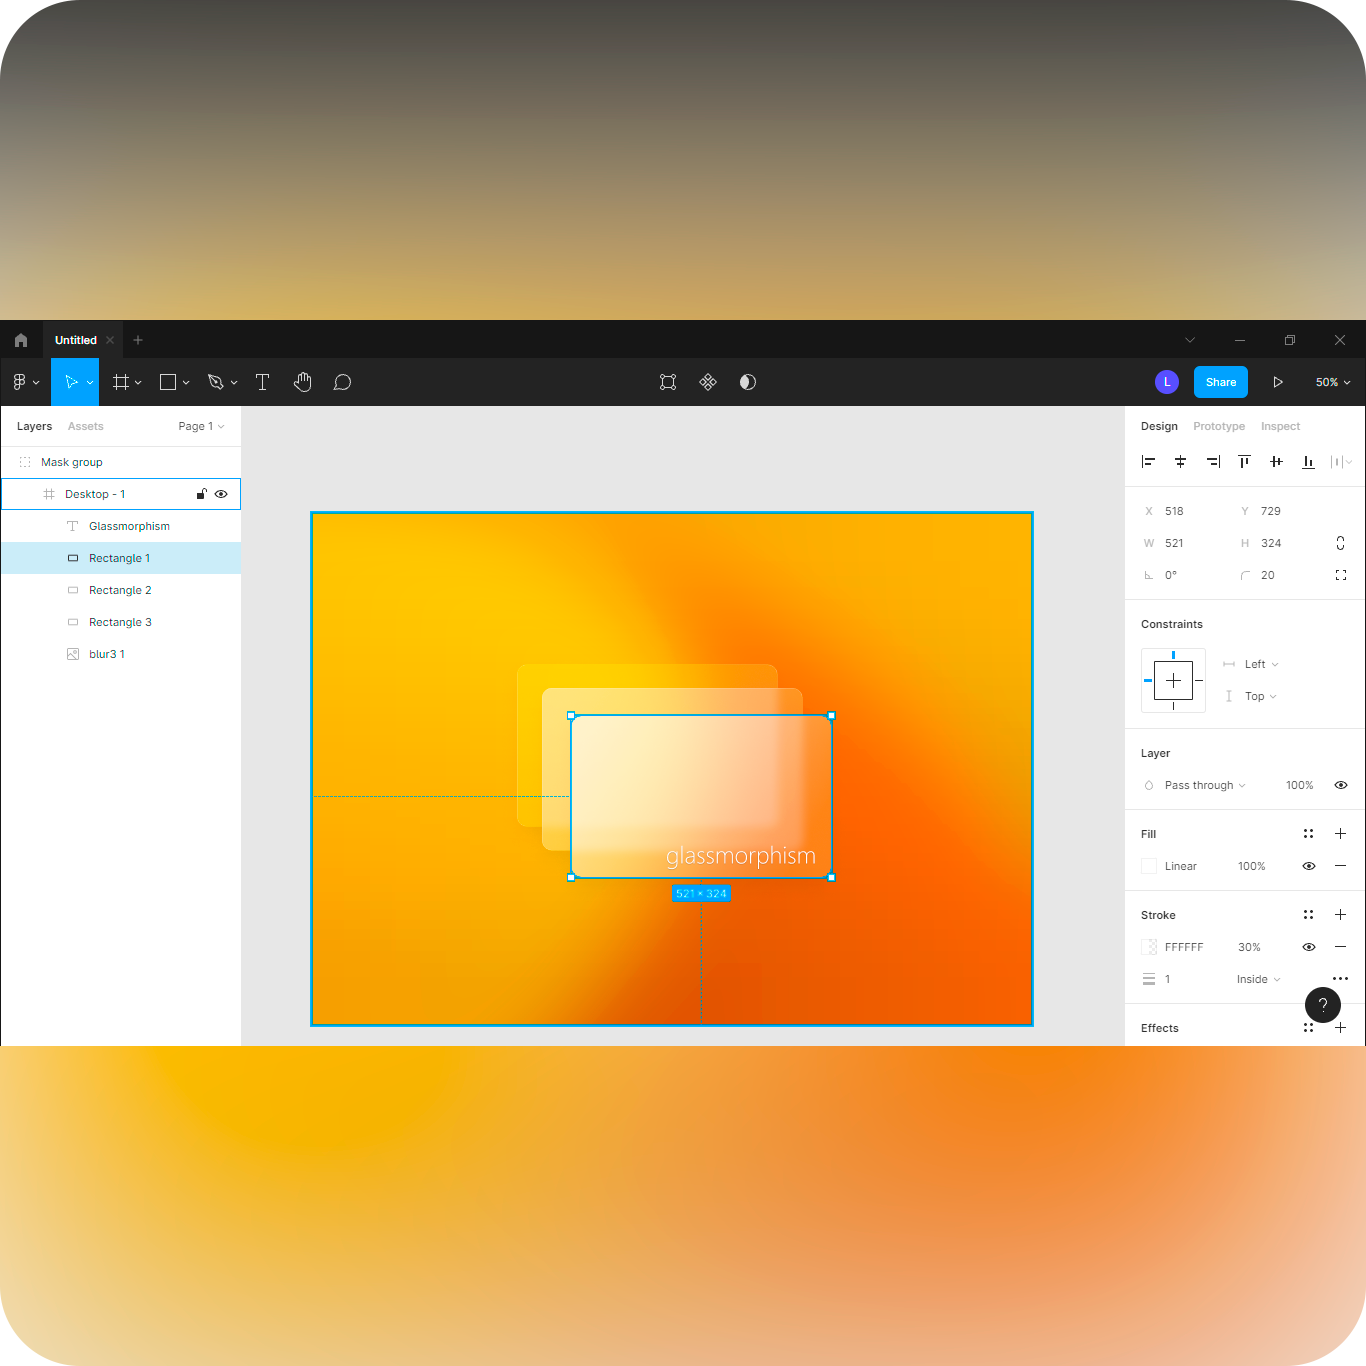 Untitled
L
Share
50%
Layers
Assets
Page 1
Mask group
Desktop - 1
Glassmorphism
Rectangle 1
Rectangle 2
Rectangle 3
blur3 1
glassmorphism
521 × 324
Design
Prototype
Inspect
X 518 Y 729
W 521 H 324
0° 20
Constraints
Left
Top
Layer
Pass through 100%
Fill
Linear 100%
Stroke
FFFFFF 30%
1 Inside
?
Effects